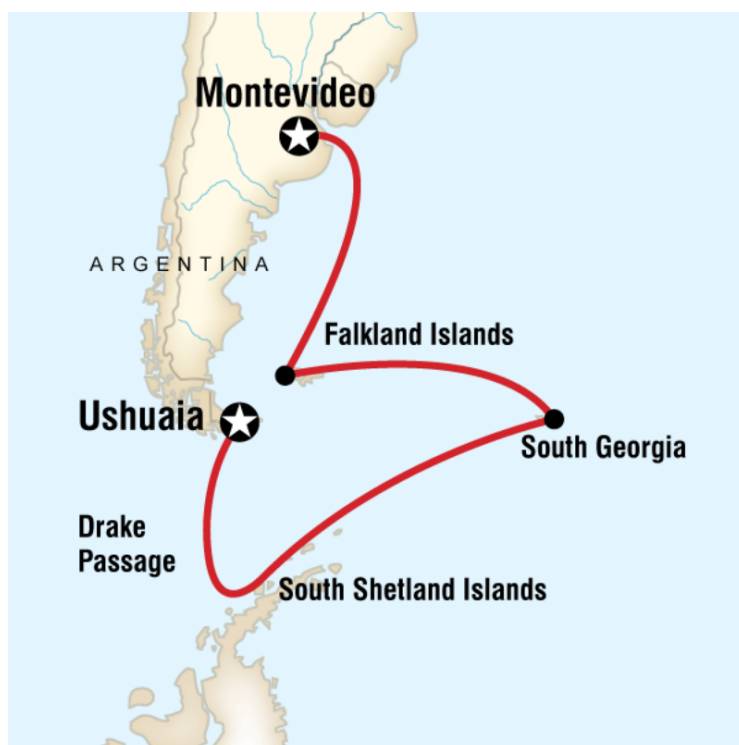 Montevideo
ARGENTINA
Falkland Islands
Ushuaia
South Georgia
Drake
Passage
South Shetland Islands